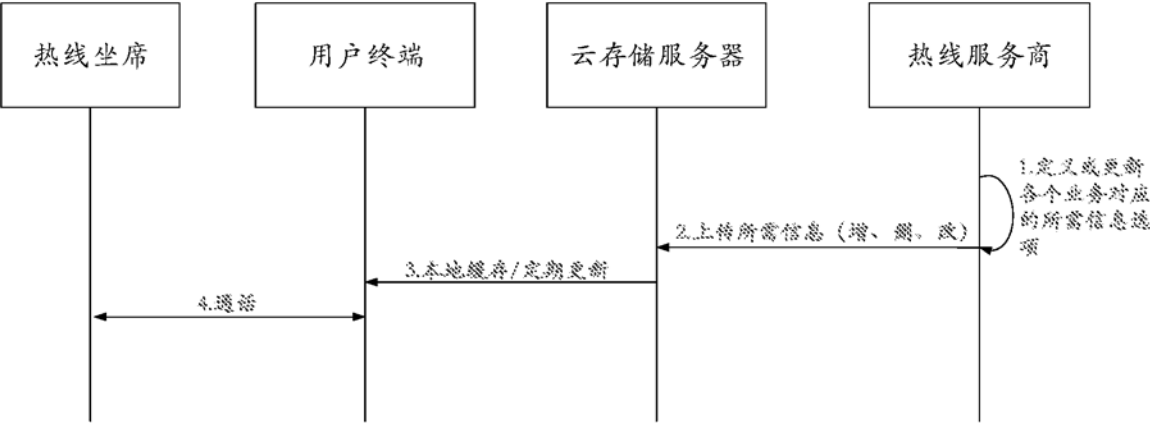 热线坐席
用户终端
云存储服务器
热线服务商
1.定义或更新
各个业务对应
的所需信息选
项
2.上传所需信息（增、删、改）
3.本地缓存/定期更新
4.通话